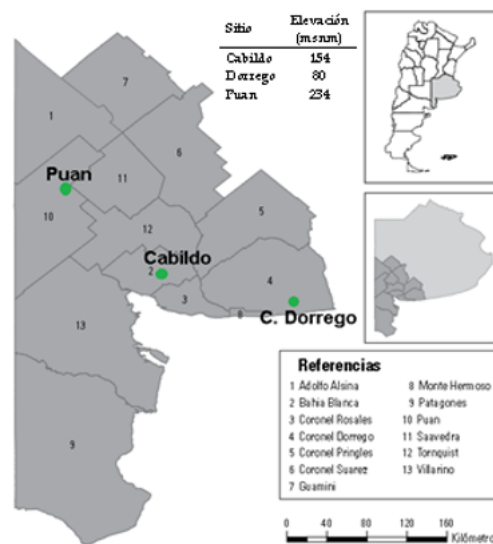 Sitio Elevación
(msnm)
Cabildo 154
Dorrego 80
Puan 234
7
1
6
Puan
11
10
5
12
Cabildo
2
4
3
8
C. Dorrego
13
9
Referencias
1 Adolfo Alsina
2 Bahia Blanca
3 Coronel Rosales
4 Coronel Dorrego
5 Coronel Pringles
6 Coronel Suarez
7 Guamini
8 Monte Hermoso
9 Patagones
10 Puan
11 Saavedra
12 Tornquist
13 Villarino
0 20 40 80 120 160
Kilómetro